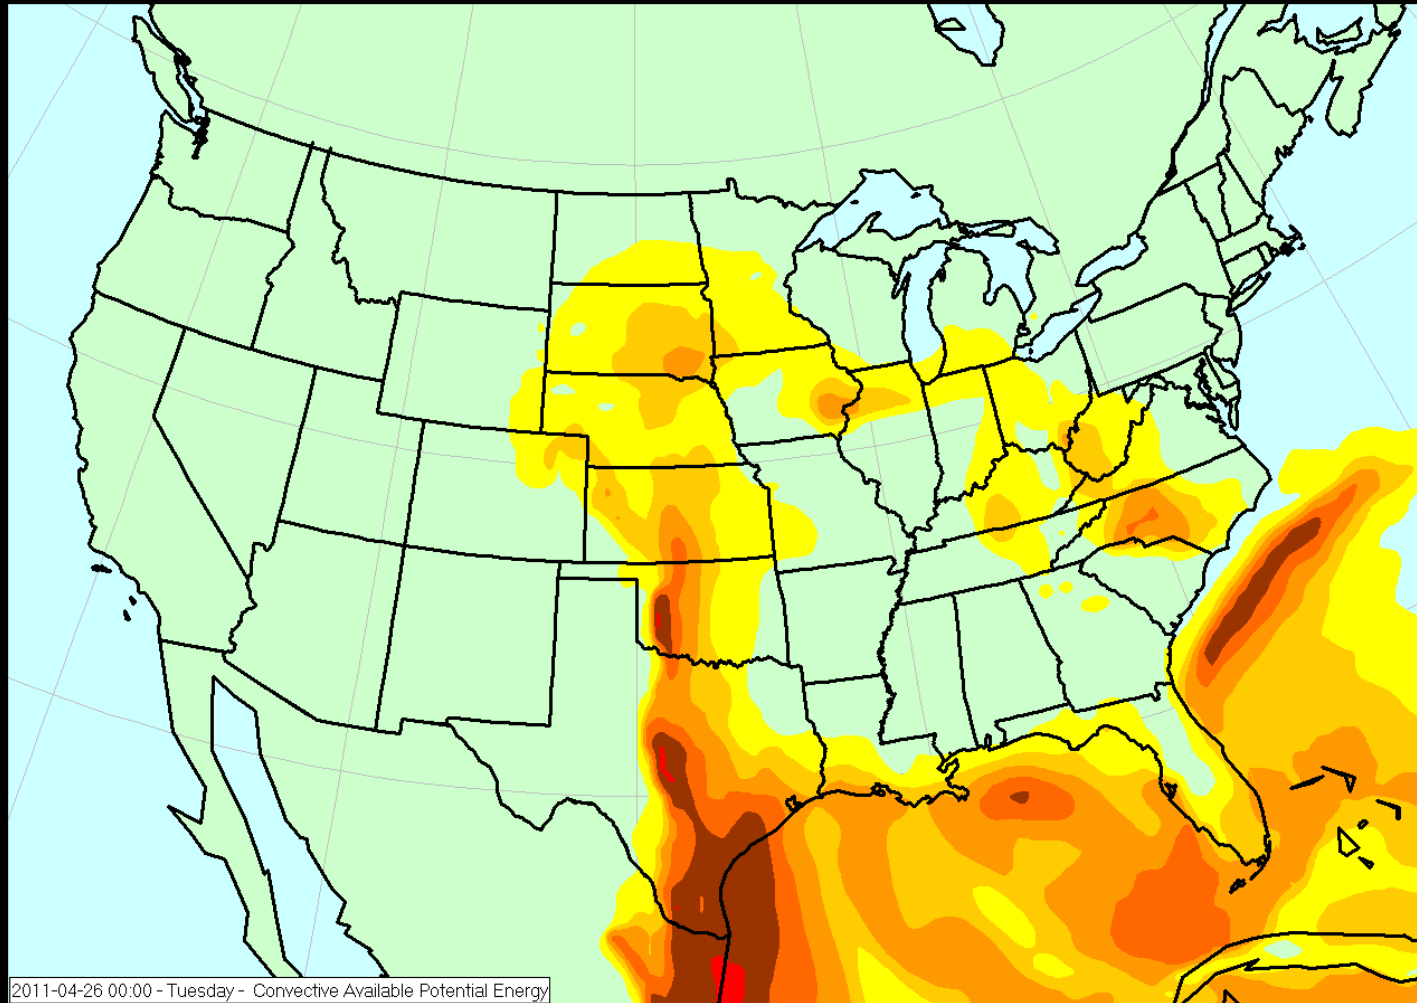 2011-04-26 00:00 - Tuesday - Convective Available Potential Energy